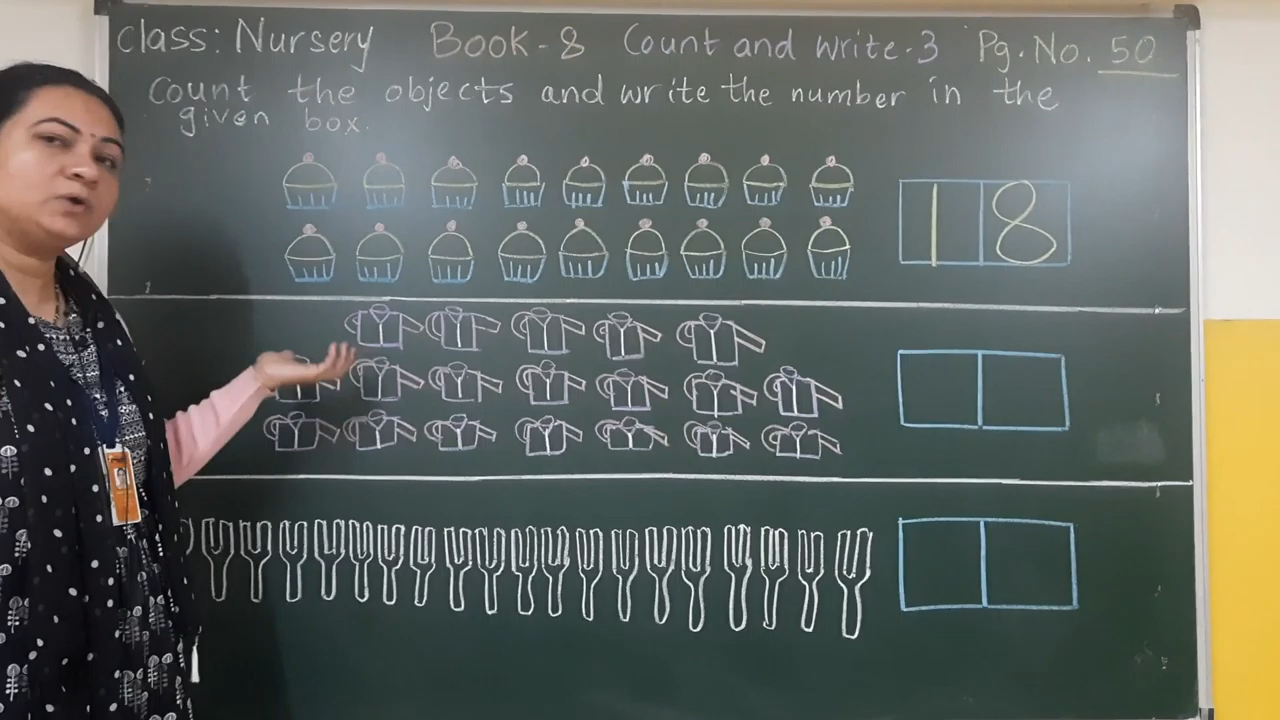 class: Nursery Book-8 Count and write-3 Pg. No. 50
Count the objects and write the number in the
given box.
18